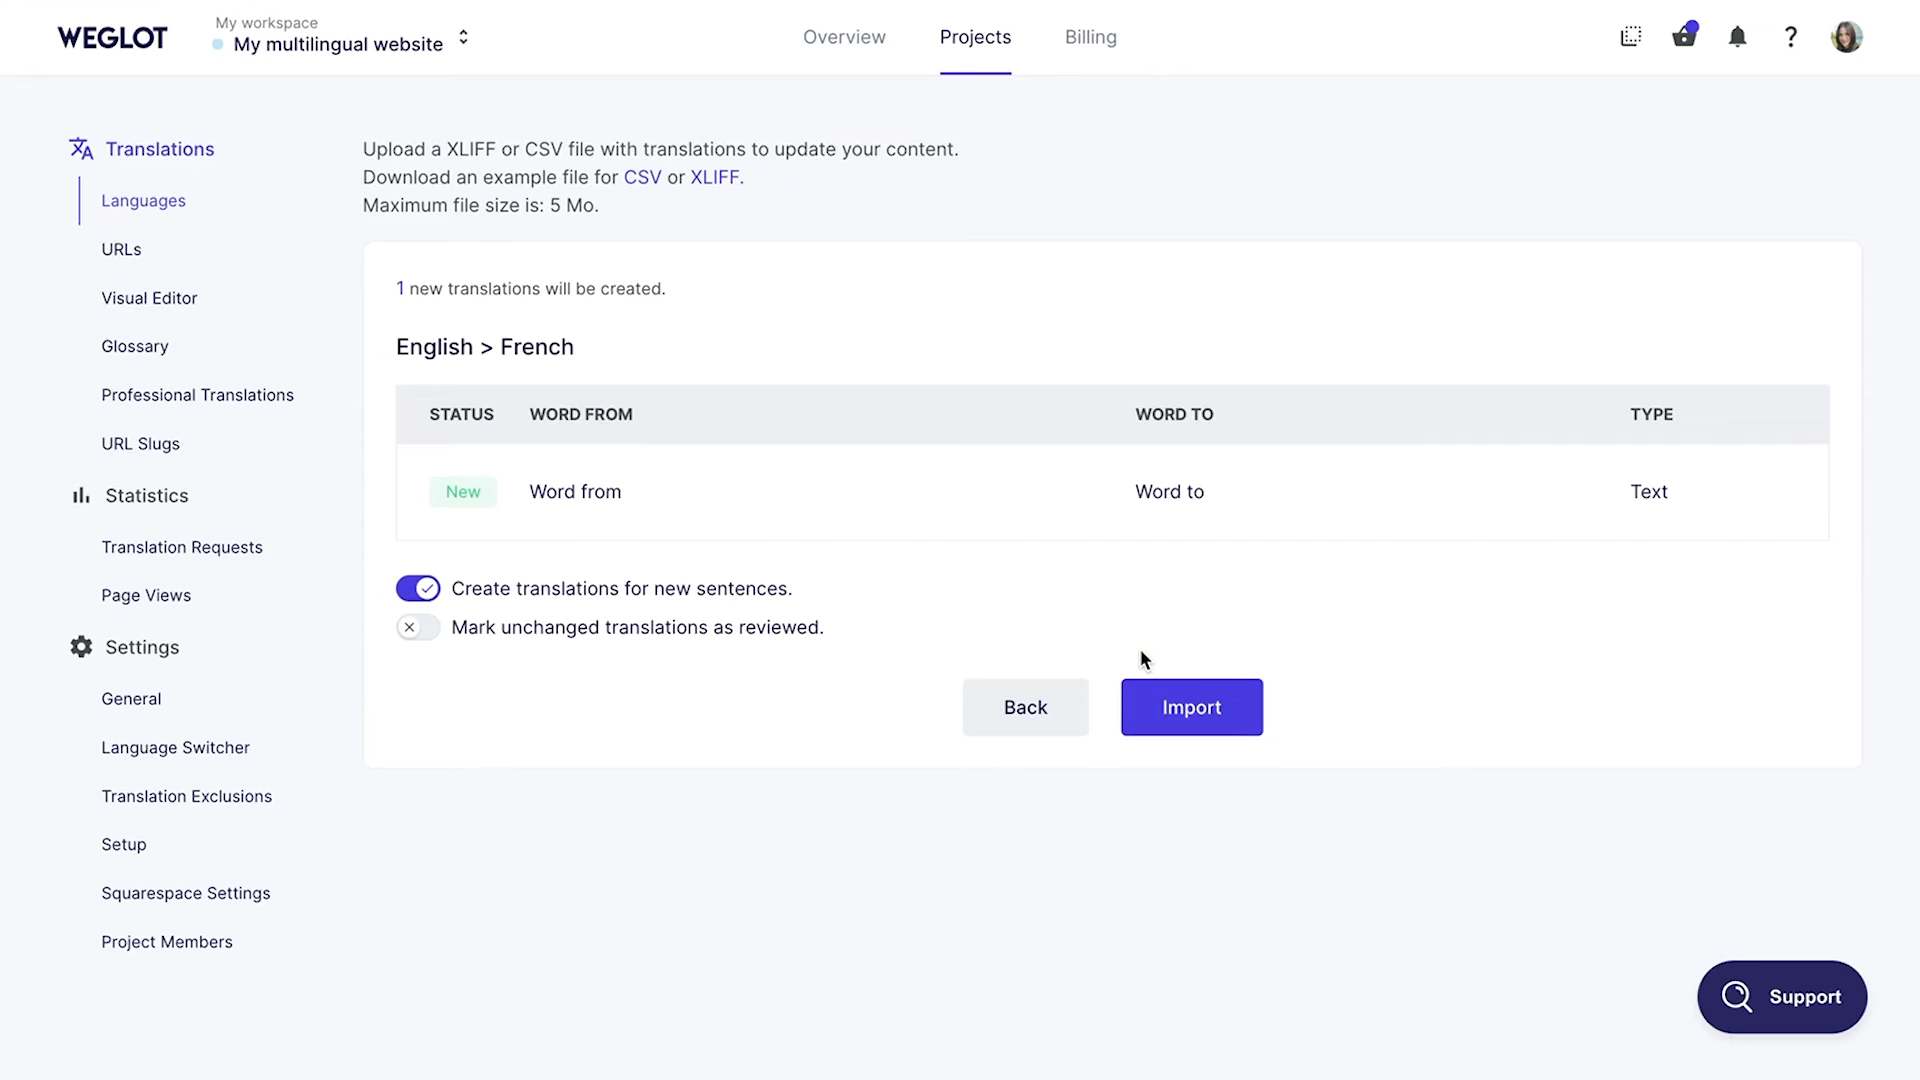 WEGLOT
My workspace
My multilingual website
Overview
Projects
Billing
?
Translations
Languages
URLs
Visual Editor
Glossary
Professional Translations
URL Slugs
Statistics
Translation Requests
Page Views
Settings
General
Language Switcher
Translation Exclusions
Setup
Squarespace Settings
Project Members
Upload a XLIFF or CSV file with translations to update your content.
Download an example file for CSV or XLIFF.
Maximum file size is: 5 Mo.
1 new translations will be created.
English > French
STATUS WORD FROM WORD TO TYPE
New Word from Word to Text
Create translations for new sentences.
Mark unchanged translations as reviewed.
Back
Import
Support